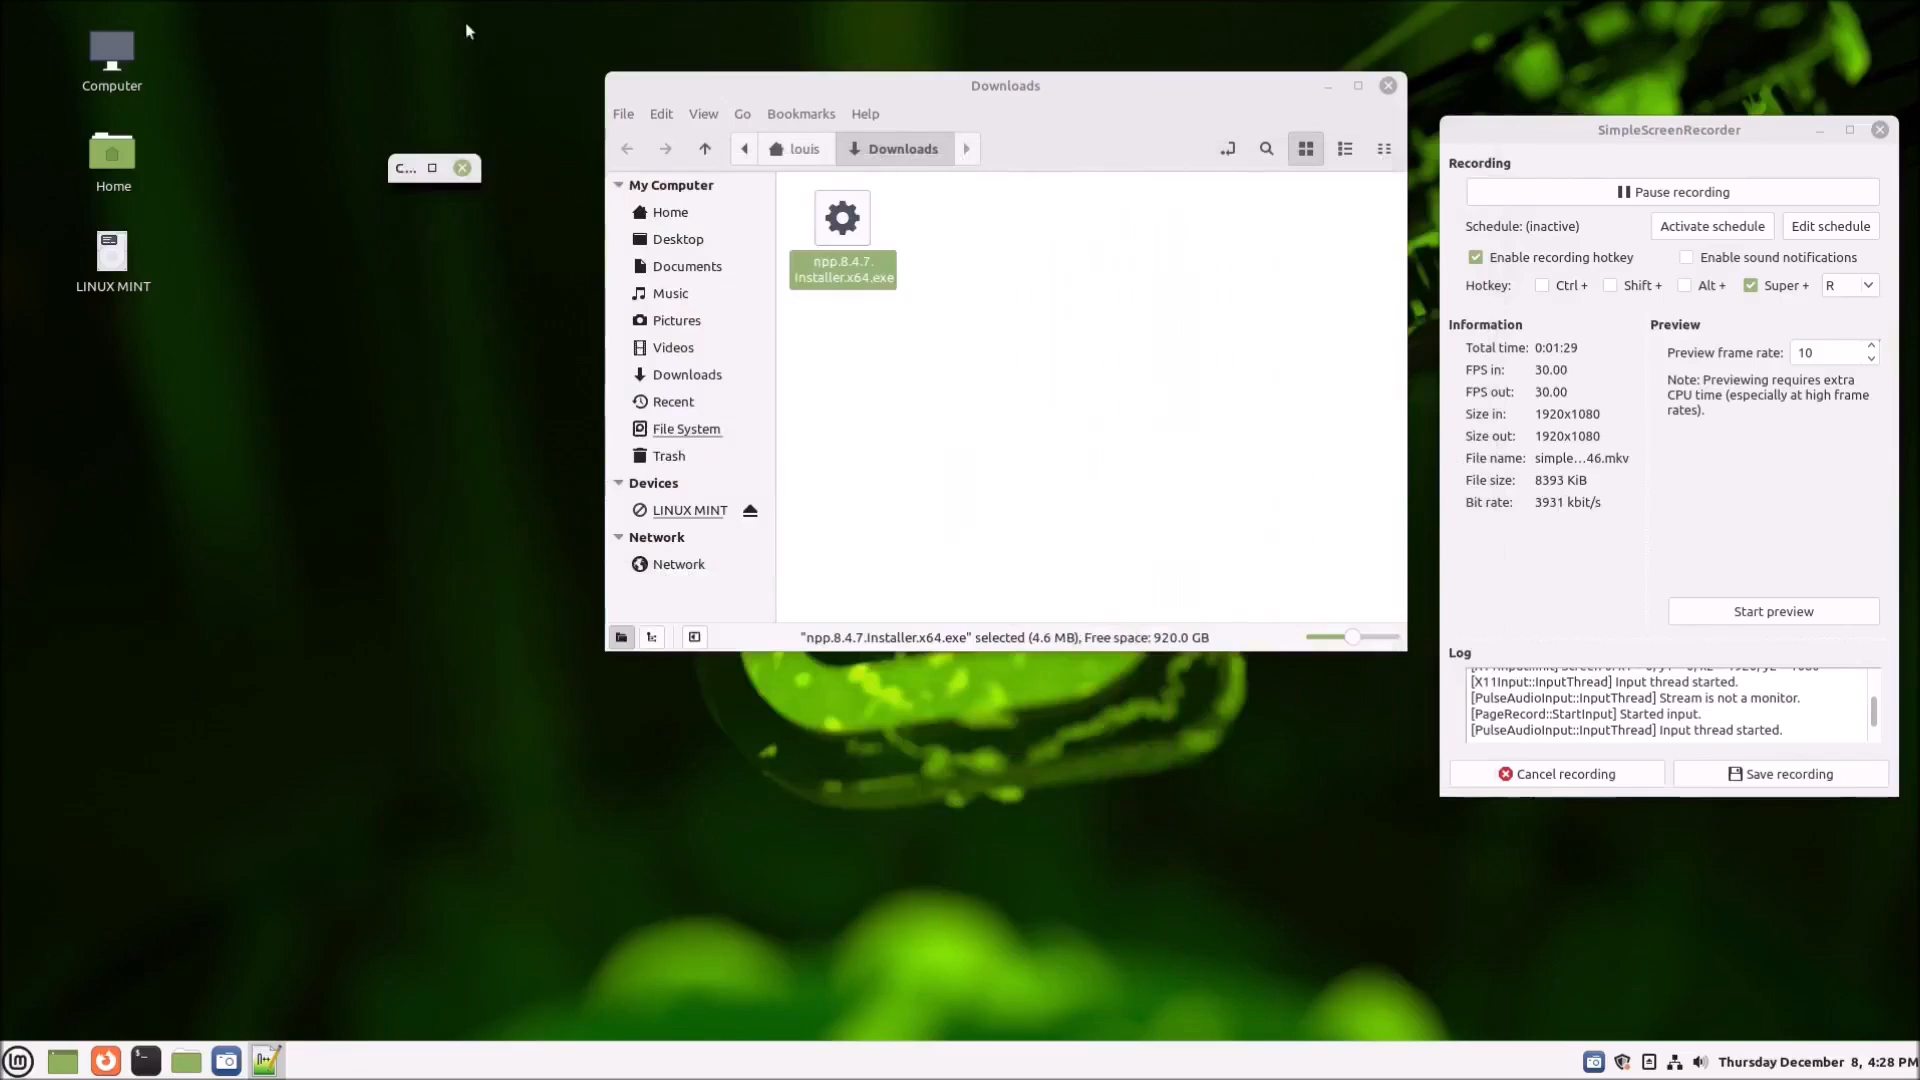 Computer
Home
LINUX MINT
C...
Downloads
File Edit View Go Bookmarks Help
louis
Downloads
My Computer
Home
Desktop
Documents
Music
Pictures
Videos
Downloads
Recent
File System
Trash
Devices
LINUX MINT
Network
Network
npp.8.4.7.
Installer.x64.exe
"npp.8.4.7.Installer.x64.exe" selected (4.6 MB), Free space: 920.0 GB
SimpleScreenRecorder
Recording
Pause recording
Schedule: (inactive) Activate schedule Edit schedule
Enable recording hotkey Enable sound notifications
Hotkey: Ctrl + Shift + Alt + Super + R
Information
Total time: 0:01:29
FPS in: 30.00
FPS out: 30.00
Size in: 1920x1080
Size out: 1920x1080
File name: simple...46.mkv
File size: 8393 KiB
Bit rate: 3931 kbit/s
Preview
Preview frame rate: 10
Note: Previewing requires extra
CPU time (especially at high frame
rates).
Start preview
Log
[X11Input::InputThread] Input thread started.
[PulseAudioInput::InputThread] Stream is not a monitor.
[PageRecord::StartInput] Started input.
[PulseAudioInput::InputThread] Input thread started.
Cancel recording Save recording
Thursday December 8, 4:28 PM